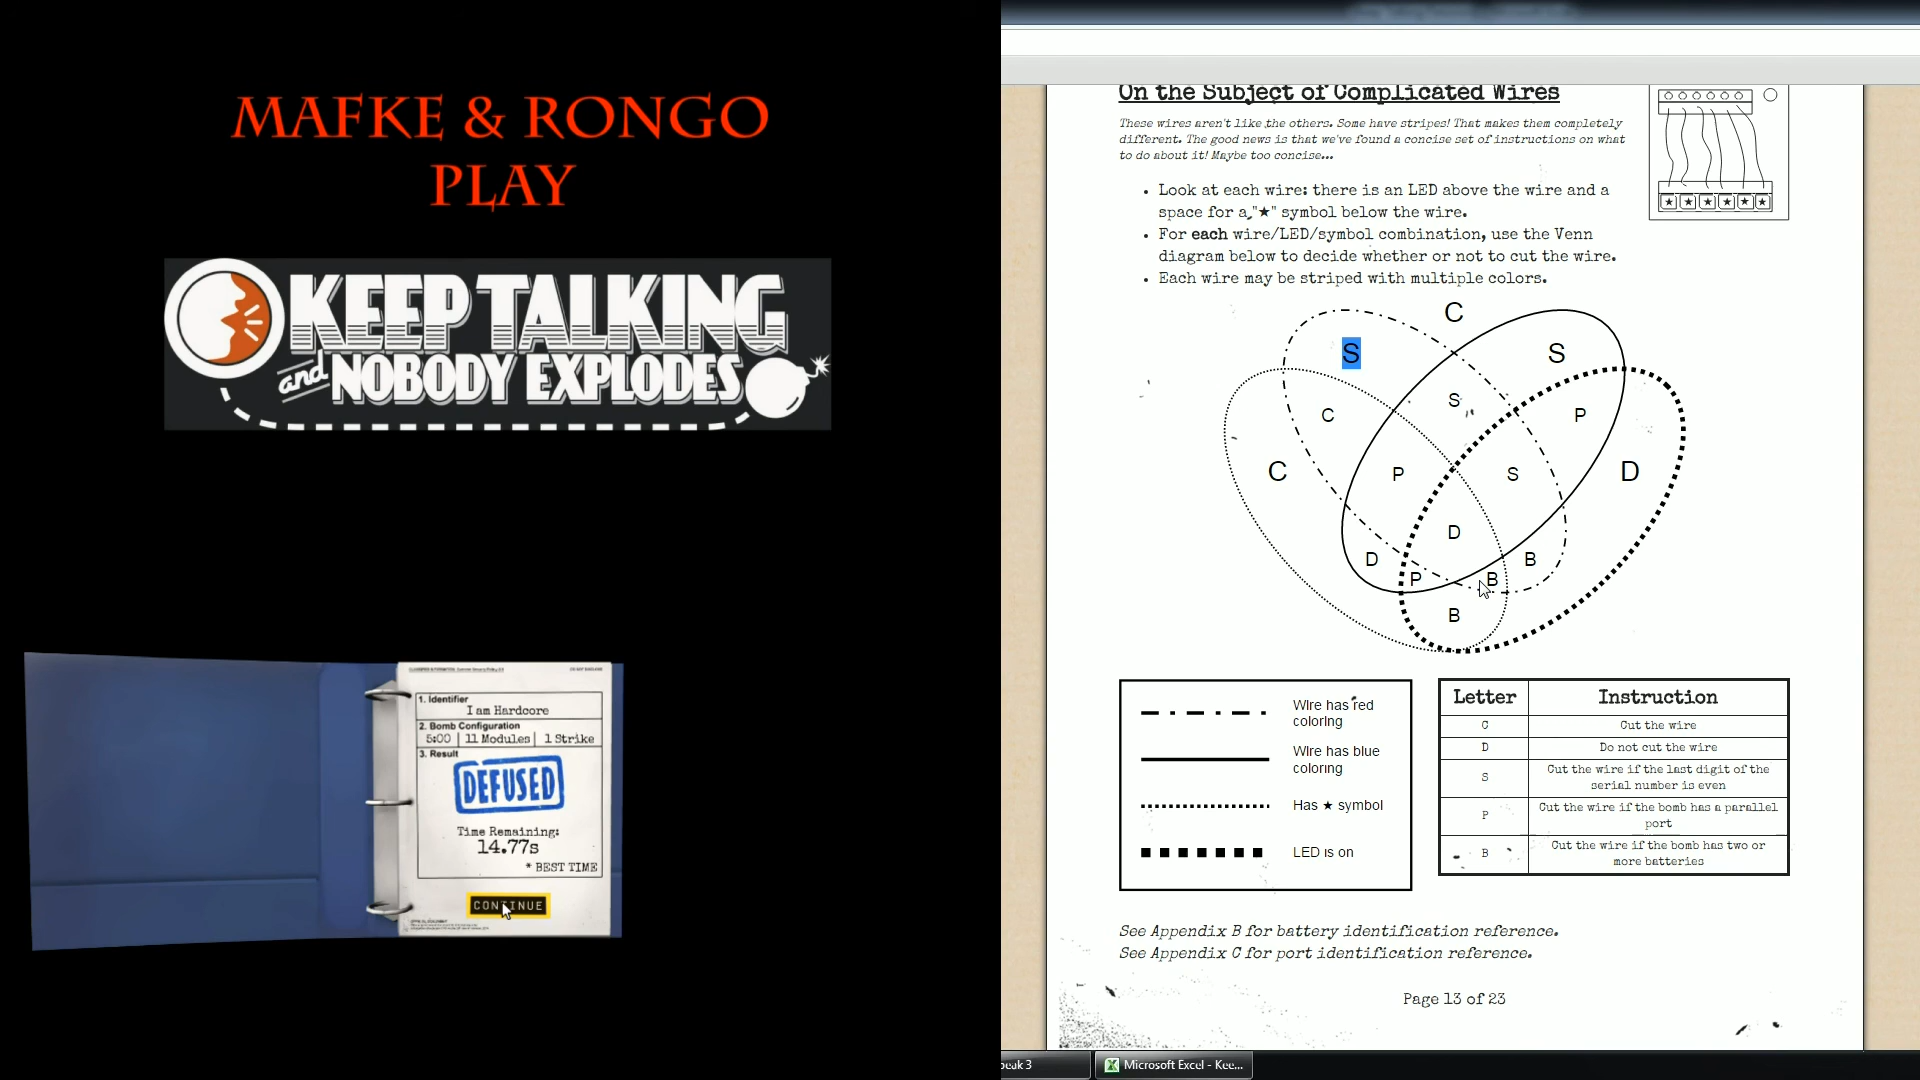 MAFKE & RONGO
PLAY
KEEP TALKING
and NOBODY EXPLODES
1. Identifier
I am Hardcore
2. Bomb Configuration
5:00 | 11 Modules | 1 Strike
3. Result
DEFUSED
Time Remaining:
14.77s
* BEST TIME
CONTINUE
On the Subject of Complicated Wires
These wires aren't like the others. Some have stripes! That makes them completely
different. The good news is that we've found a concise set of instructions on what
to do about it! Maybe too concise...
• Look at each wire: there is an LED above the wire and a
space for a "★" symbol below the wire.
• For each wire/LED/symbol combination, use the Venn
diagram below to decide whether or not to cut the wire.
• Each wire may be striped with multiple colors.
C
S S
S
C P
C P S D
D
D B
P B
B
Wire has red
coloring
Wire has blue
coloring
Has ★ symbol
LED is on
Letter Instruction
C Cut the wire
D Do not cut the wire
S Cut the wire if the last digit of the
serial number is even
P Cut the wire if the bomb has a parallel
port
B Cut the wire if the bomb has two or
more batteries
See Appendix B for battery identification reference.
See Appendix C for port identification reference.
Page 13 of 23
peak 3
Microsoft Excel - Kee...